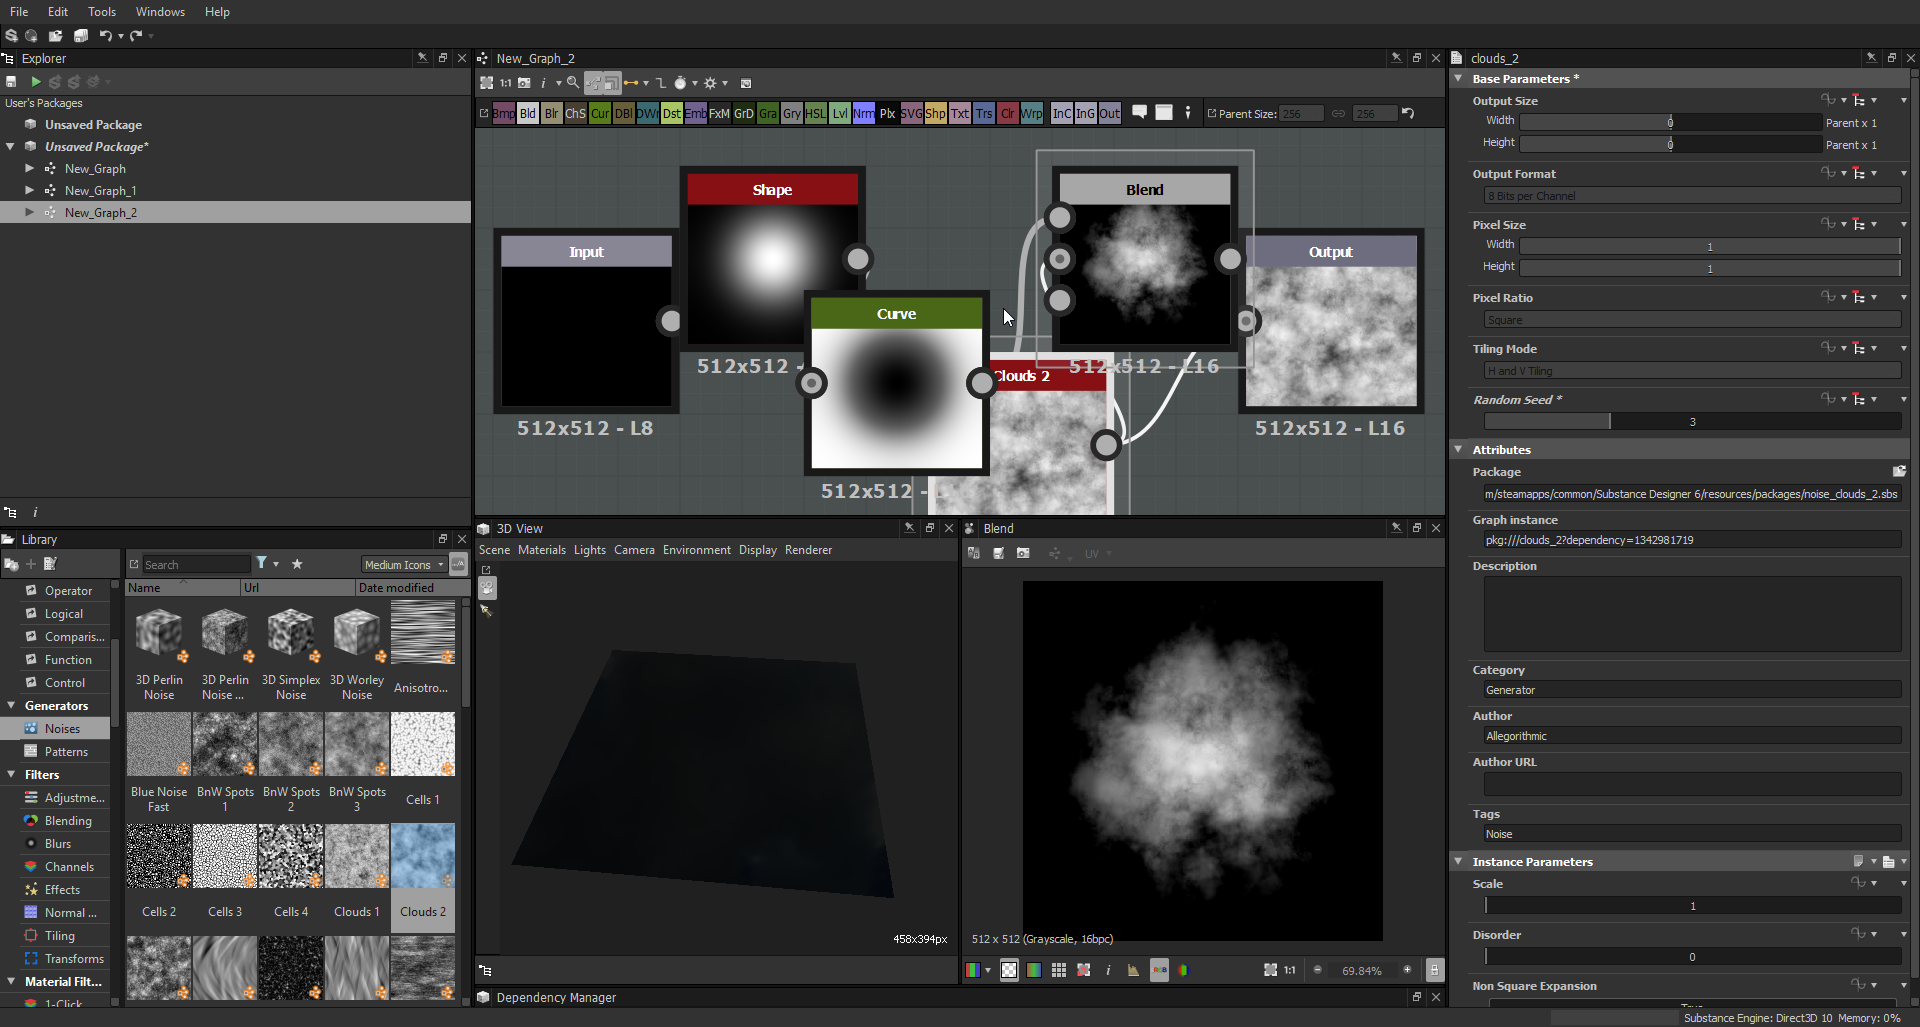 File Edit Tools Windows Help
Explorer
User's Packages
Unsaved Package
Unsaved Package*
New_Graph
New_Graph_1
New_Graph_2
Library
Search
Medium Icons
Name Url Date modified
Operator
Logical
Comparis...
Function
Control
Generators
Noises
Patterns
Filters
Adjustme...
Blending
Blurs
Channels
Effects
Normal ...
Tiling
Transforms
Material Filt...
1-Click
3D Perlin Noise
3D Perlin Noise ...
3D Simplex Noise
3D Worley Noise
Anisotro...
Blue Noise Fast
BnW Spots 1
BnW Spots 2
BnW Spots 3
Cells 1
Cells 2
Cells 3
Cells 4
Clouds 1
Clouds 2
New_Graph_2
1:1
Bmp Bld Blr ChS Cur DBl DWr Dst Emb FxM GrD Gra Gry HSL Lvl Nrm Plx SVG Shp Txt Trs Clr Wrp InC InG Out
Parent Size: 256 256
Shape
512x512 -
Input
512x512 - L8
Curve
512x512 -
Clouds 2
Blend
512x512 - L16
Output
512x512 - L16
3D View
Scene Materials Lights Camera Environment Display Renderer
458x394px
Blend
UV
512 x 512 (Grayscale, 16bpc)
RGB
1:1
69.84%
Dependency Manager
clouds_2
Base Parameters *
Output Size
Width 0 Parent x 1
Height 0 Parent x 1
Output Format
8 Bits per Channel
Pixel Size
Width 1
Height 1
Pixel Ratio
Square
Tiling Mode
H and V Tiling
Random Seed *
3
Attributes
Package
m/steamapps/common/Substance Designer 6/resources/packages/noise_clouds_2.sbs
Graph instance
pkg:///clouds_2?dependency=1342981719
Description
Category
Generator
Author
Allegorithmic
Author URL
Tags
Noise
Instance Parameters
Scale
1
Disorder
0
Non Square Expansion
True
Substance Engine: Direct3D 10 Memory: 0%